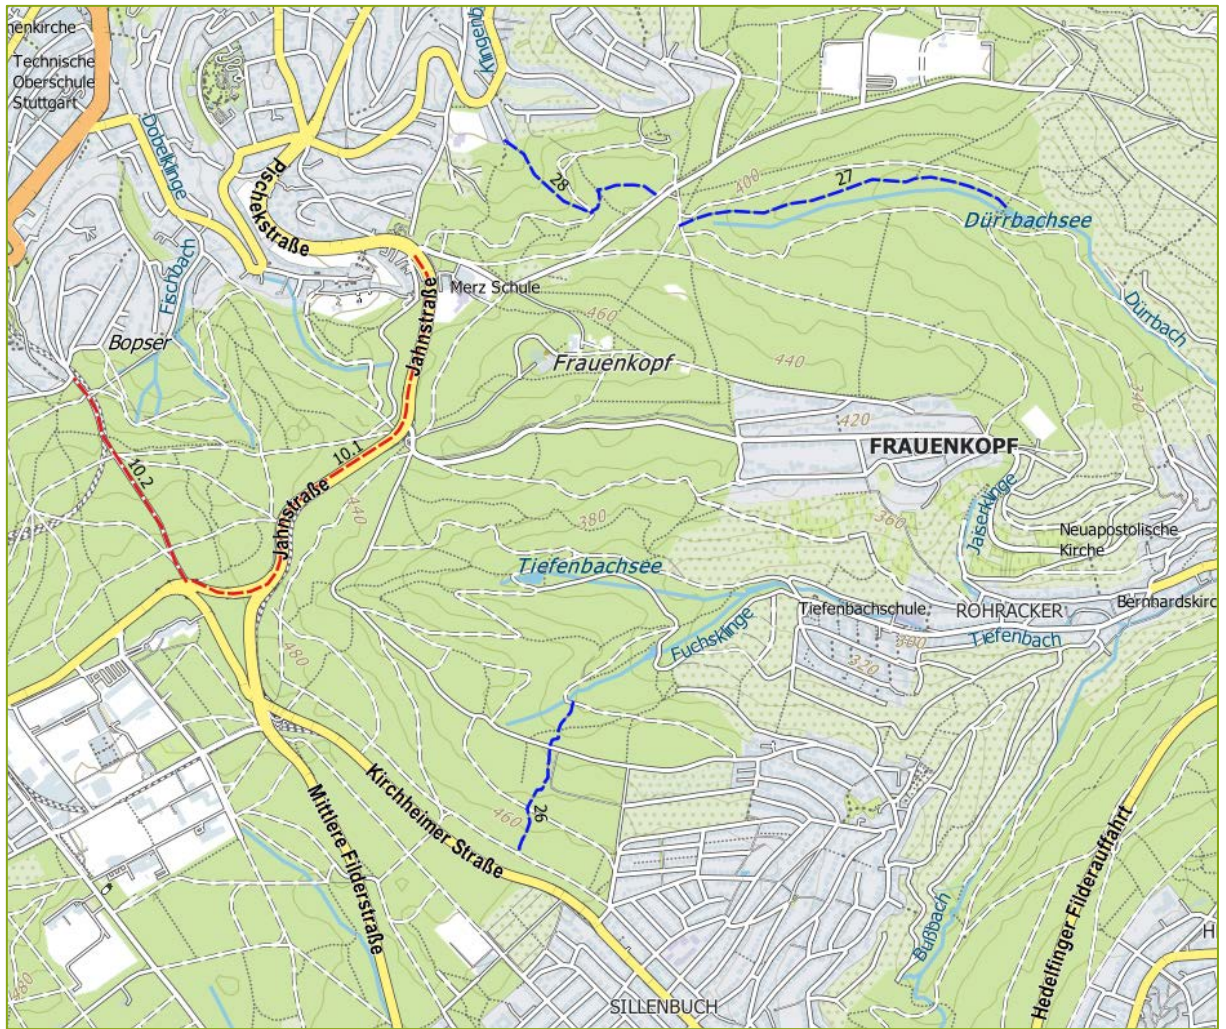 nenkirche
Technische
Oberschule
Stuttgart
Klingenb
Dobelklinge
Pischekstraße
28
400
27
Dürrbachsee
Fischbach
Merz Schule
Dürrbach
Bopser
Jahnstraße
460
Frauenkopf
440
340
420
FRAUENKOPF
10.1
10.2
Jahnstraße
440
380
360
Jaiserklinge
Neuapostolische
Kirche
Tiefenbachsee
Tiefenbachschule
ROHRACKER
Bernhardskirc
Fuchsklinge
300
Tiefenbach
320
480
Kirchheimer Straße
Mittlere Filderstraße
460
26
Hedelfinger Filderauffahrt
Bußbach
H
480
SILLENBUCH